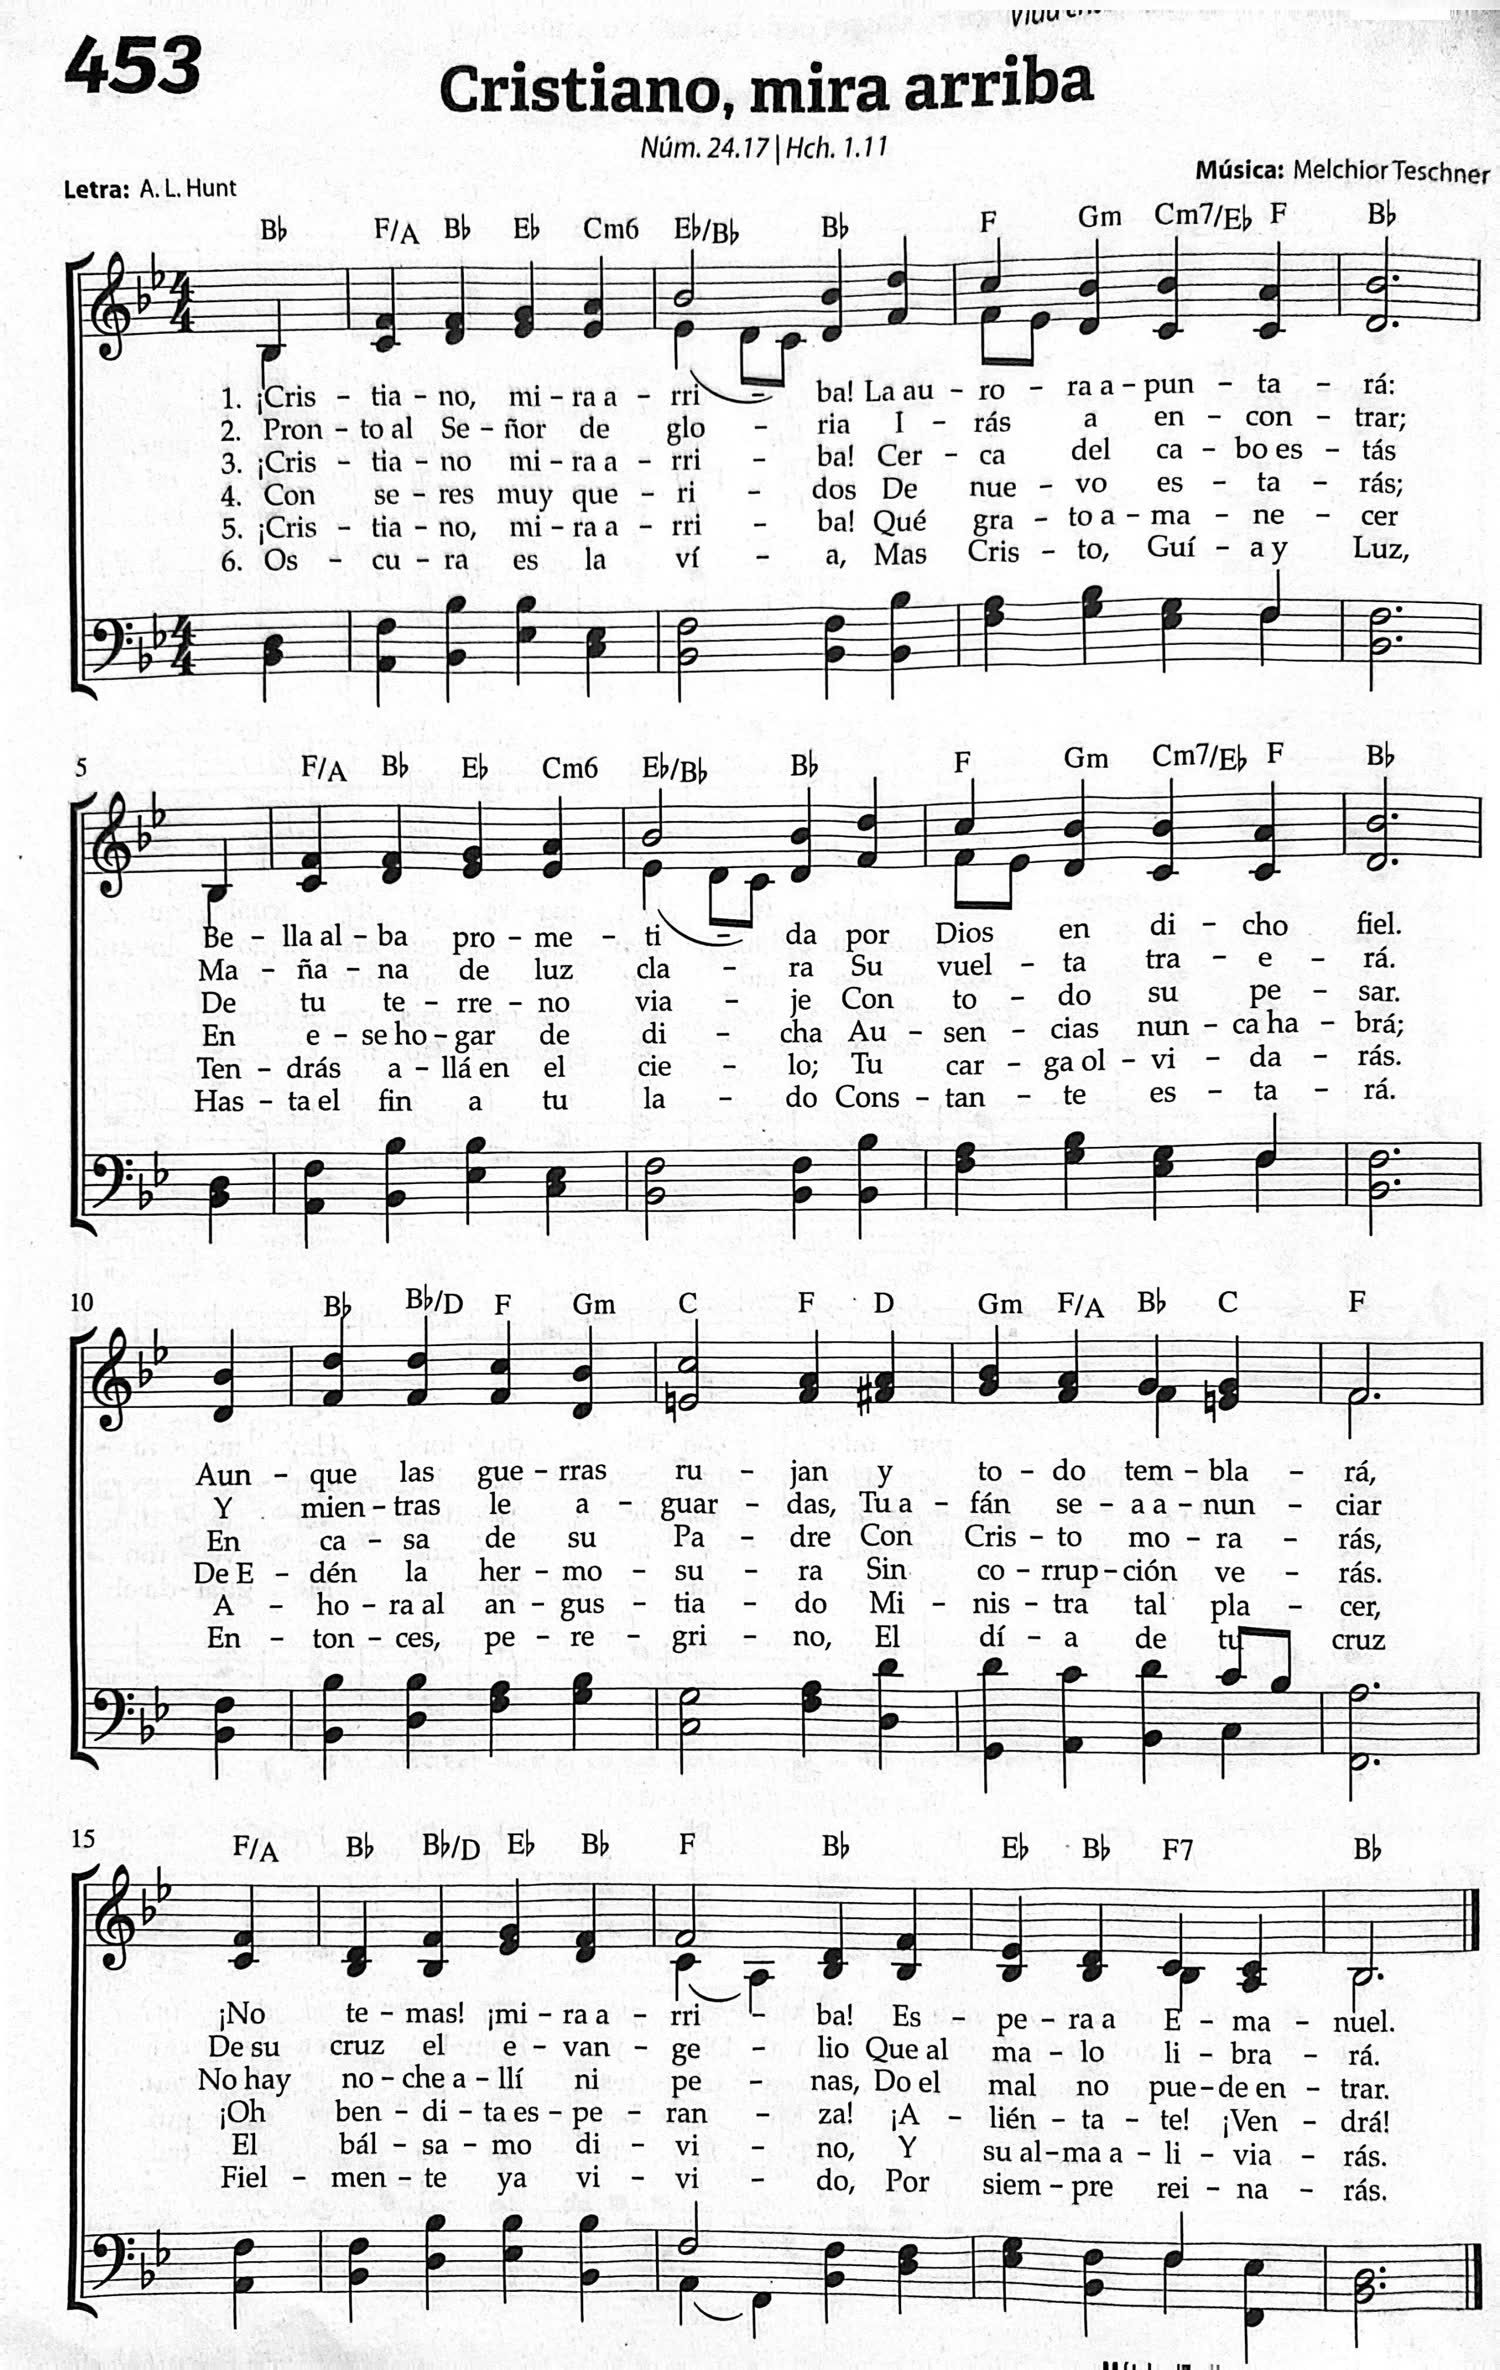 453
Cristiano, mira arriba
Núm. 24.17 | Hch. 1.11
Letra: A. L. Hunt
Música: Melchior Teschner
B♭ F/A B♭ E♭ Cm6 E♭/B♭ B♭ F Gm Cm7/E♭ F B♭
1. ¡Cris - tia - no, mi - ra a - rri - ba! La au - ro - ra a - pun - ta - rá:
2. Pron - to al Se - ñor de glo - ria I - rás a en - con - trar;
3. ¡Cris - tia - no mi - ra a - rri - ba! Cer - ca del ca - bo es - tás
4. Con se - res muy que - ri - dos De nue - vo es - ta - rás;
5. ¡Cris - tia - no, mi - ra a - rri - ba! Qué gra - to a - ma - ne - cer
6. Os - cu - ra es la ví - a, Mas Cris - to, Guí - a y Luz,
5 F/A B♭ E♭ Cm6 E♭/B♭ B♭ F Gm Cm7/E♭ F B♭
Be - lla al - ba pro - me - ti - da por Dios en di - cho fiel.
Ma - ña - na de luz cla - ra Su vuel - ta tra - e - rá.
De tu te - rre - no via - je Con to - do su pe - sar.
En e - se ho - gar de di - cha Au - sen - cias nun - ca ha - brá;
Ten - drás a - llá en el cie - lo; Tu car - ga ol - vi - da - rás.
Has - ta el fin a tu la - do Cons - tan - te es - ta - rá.
10 B♭ B♭/D F Gm C F D Gm F/A B♭ C F
Aun - que las gue - rras ru - jan y to - do tem - bla - rá,
Y mien - tras le a - guar - das, Tu a - fán se - a a - nun - ciar
En ca - sa de su Pa - dre Con Cris - to mo - ra - rás,
De E - dén la her - mo - su - ra Sin co - rrup - ción ve - rás.
A - ho - ra al an - gus - tia - do Mi - nis - tra tal pla - cer,
En - ton - ces, pe - re - gri - no, El dí - a de tu cruz
15 F/A B♭ B♭/D E♭ B♭ F B♭ E♭ B♭ F7 B♭
¡No te - mas! ¡mi - ra a - rri - ba! Es - pe - ra a E - ma - nuel.
De su cruz el e - van - ge - lio Que al ma - lo li - bra - rá.
No hay no - che a - llí ni pe - nas, Do el mal no pue - de en - trar.
¡Oh ben - di - ta es - pe - ran - za! ¡A - lién - ta - te! ¡Ven - drá!
El bál - sa - mo di - vi - no, Y su al - ma a - li - via - rás.
Fiel - men - te ya vi - vi - do, Por siem - pre rei - na - rás.